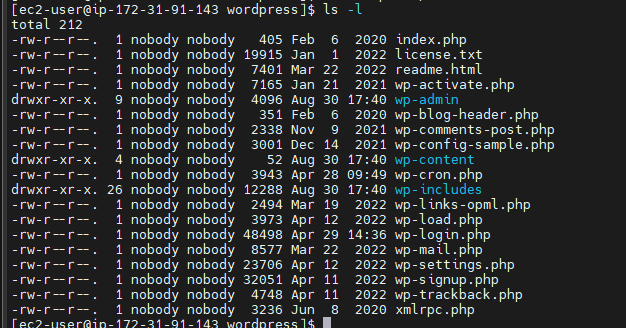 [ec2-user@ip-172-31-91-143 wordpress]$ ls -l
total 212
-rw-r--r--.  1 nobody nobody   405 Feb  6  2020 index.php
-rw-r--r--.  1 nobody nobody 19915 Jan  1  2022 license.txt
-rw-r--r--.  1 nobody nobody  7401 Mar 22  2022 readme.html
-rw-r--r--.  1 nobody nobody  7165 Jan 21  2021 wp-activate.php
drwxr-xr-x.  9 nobody nobody  4096 Aug 30 17:40 wp-admin
-rw-r--r--.  1 nobody nobody   351 Feb  6  2020 wp-blog-header.php
-rw-r--r--.  1 nobody nobody  2338 Nov  9  2021 wp-comments-post.php
-rw-r--r--.  1 nobody nobody  3001 Dec 14  2021 wp-config-sample.php
drwxr-xr-x.  4 nobody nobody    52 Aug 30 17:40 wp-content
-rw-r--r--.  1 nobody nobody  3943 Apr 28 09:49 wp-cron.php
drwxr-xr-x. 26 nobody nobody 12288 Aug 30 17:40 wp-includes
-rw-r--r--.  1 nobody nobody  2494 Mar 19  2022 wp-links-opml.php
-rw-r--r--.  1 nobody nobody  3973 Apr 12  2022 wp-load.php
-rw-r--r--.  1 nobody nobody 48498 Apr 29 14:36 wp-login.php
-rw-r--r--.  1 nobody nobody  8577 Mar 22  2022 wp-mail.php
-rw-r--r--.  1 nobody nobody 23706 Apr 12  2022 wp-settings.php
-rw-r--r--.  1 nobody nobody 32051 Apr 11  2022 wp-signup.php
-rw-r--r--.  1 nobody nobody  4748 Apr 11  2022 wp-trackback.php
-rw-r--r--.  1 nobody nobody  3236 Jun  8  2020 xmlrpc.php
[ec2-user@ip-172-31-91-143 wordpress]$